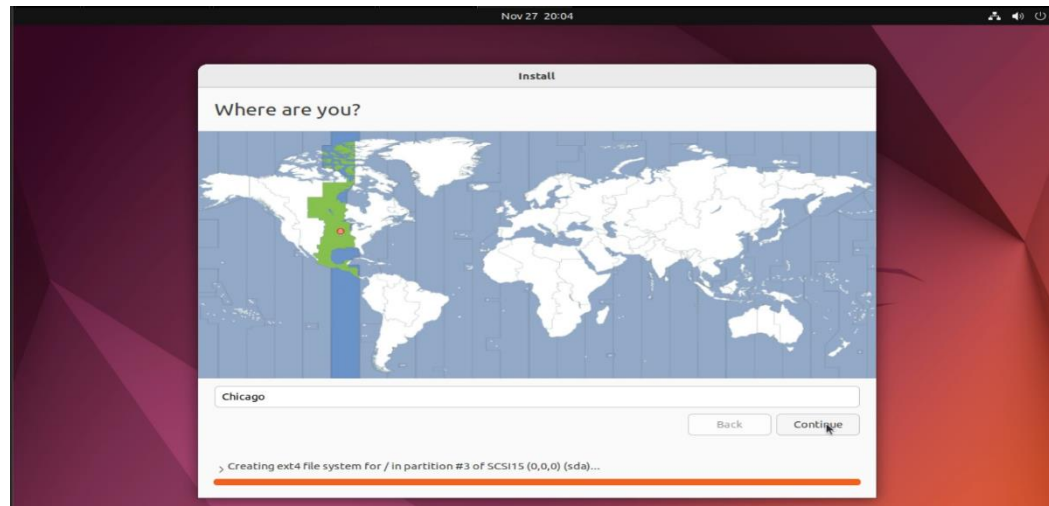 Nov 27 20:04
Install
Where are you?
Chicago
Back
Continue
Creating ext4 file system for / in partition #3 of SCSI15 (0,0,0) (sda)...